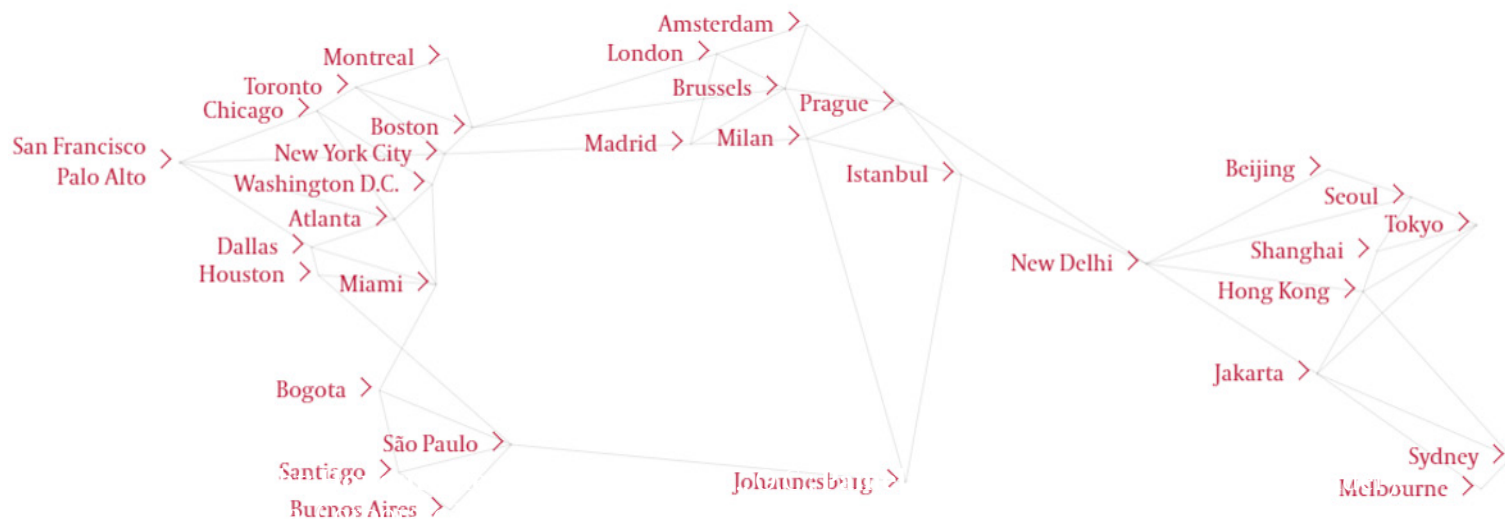 Amsterdam
London
Montreal
Toronto
Brussels
Chicago
Prague
Boston
Madrid
Milan
San Francisco
New York City
Palo Alto
Washington D.C.
Istanbul
Beijing
Seoul
Atlanta
Tokyo
Dallas
Shanghai
Houston
New Delhi
Miami
Hong Kong
Jakarta
Bogota
São Paulo
Sydney
Santiago
Johannesburg
Melbourne
Buenos Aires